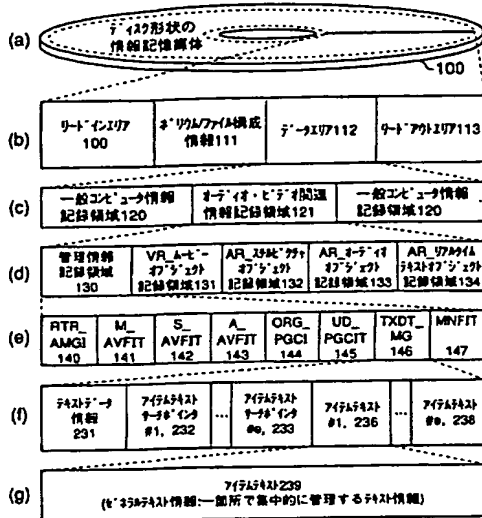 (a)
ディスク形状の
情報記憶媒体
100
(b)
リードインエリア
100
ボリウム/ファイル構成
情報111
データエリア112
リードアウトエリア113
(c)
一般コンピュータ情報
記録領域120
オーディオ・ビデオ関連
情報記録領域121
一般コンピュータ情報
記録領域120
(d)
管理情報
記録領域
130
VR_ムービー
オブジェクト
記録領域131
AR_スチルピクチャ
オブジェクト
記録領域132
AR_オーディオ
オブジェクト
記録領域133
AR_リアルタイム
テキストオブジェクト
記録領域134
(e)
RTR_
AMGI
140
M_
AVFIT
141
S_
AVFIT
142
A_
AVFIT
143
ORG_
PGCI
144
UD_
PGCIT
145
TXDT_
MG
146
MNFIT
147
(f)
テキストデータ
情報
231
アイテムテキスト
サーチポインタ
#1, 232
…
アイテムテキスト
サーチポインタ
#e, 233
アイテムテキスト
#1, 236
…
アイテムテキスト
#e, 238
(g)
アイテムテキスト239
(ゼネラルテキスト情報:一箇所で集中的に管理するテキスト情報)